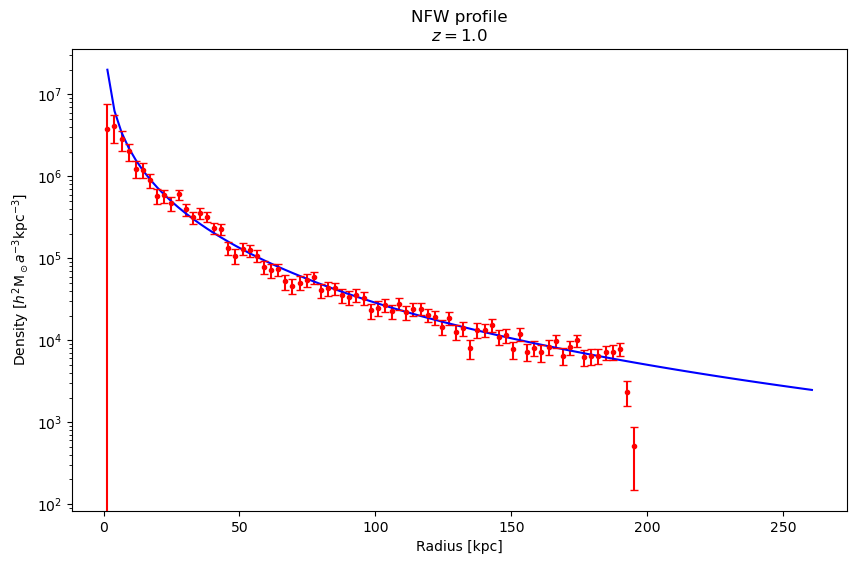 NFW profile
z = 1.0
Density [h²M⊙a⁻³kpc⁻³]
10⁷
10⁶
10⁵
10⁴
10³
10²
0 50 100 150 200 250
Radius [kpc]